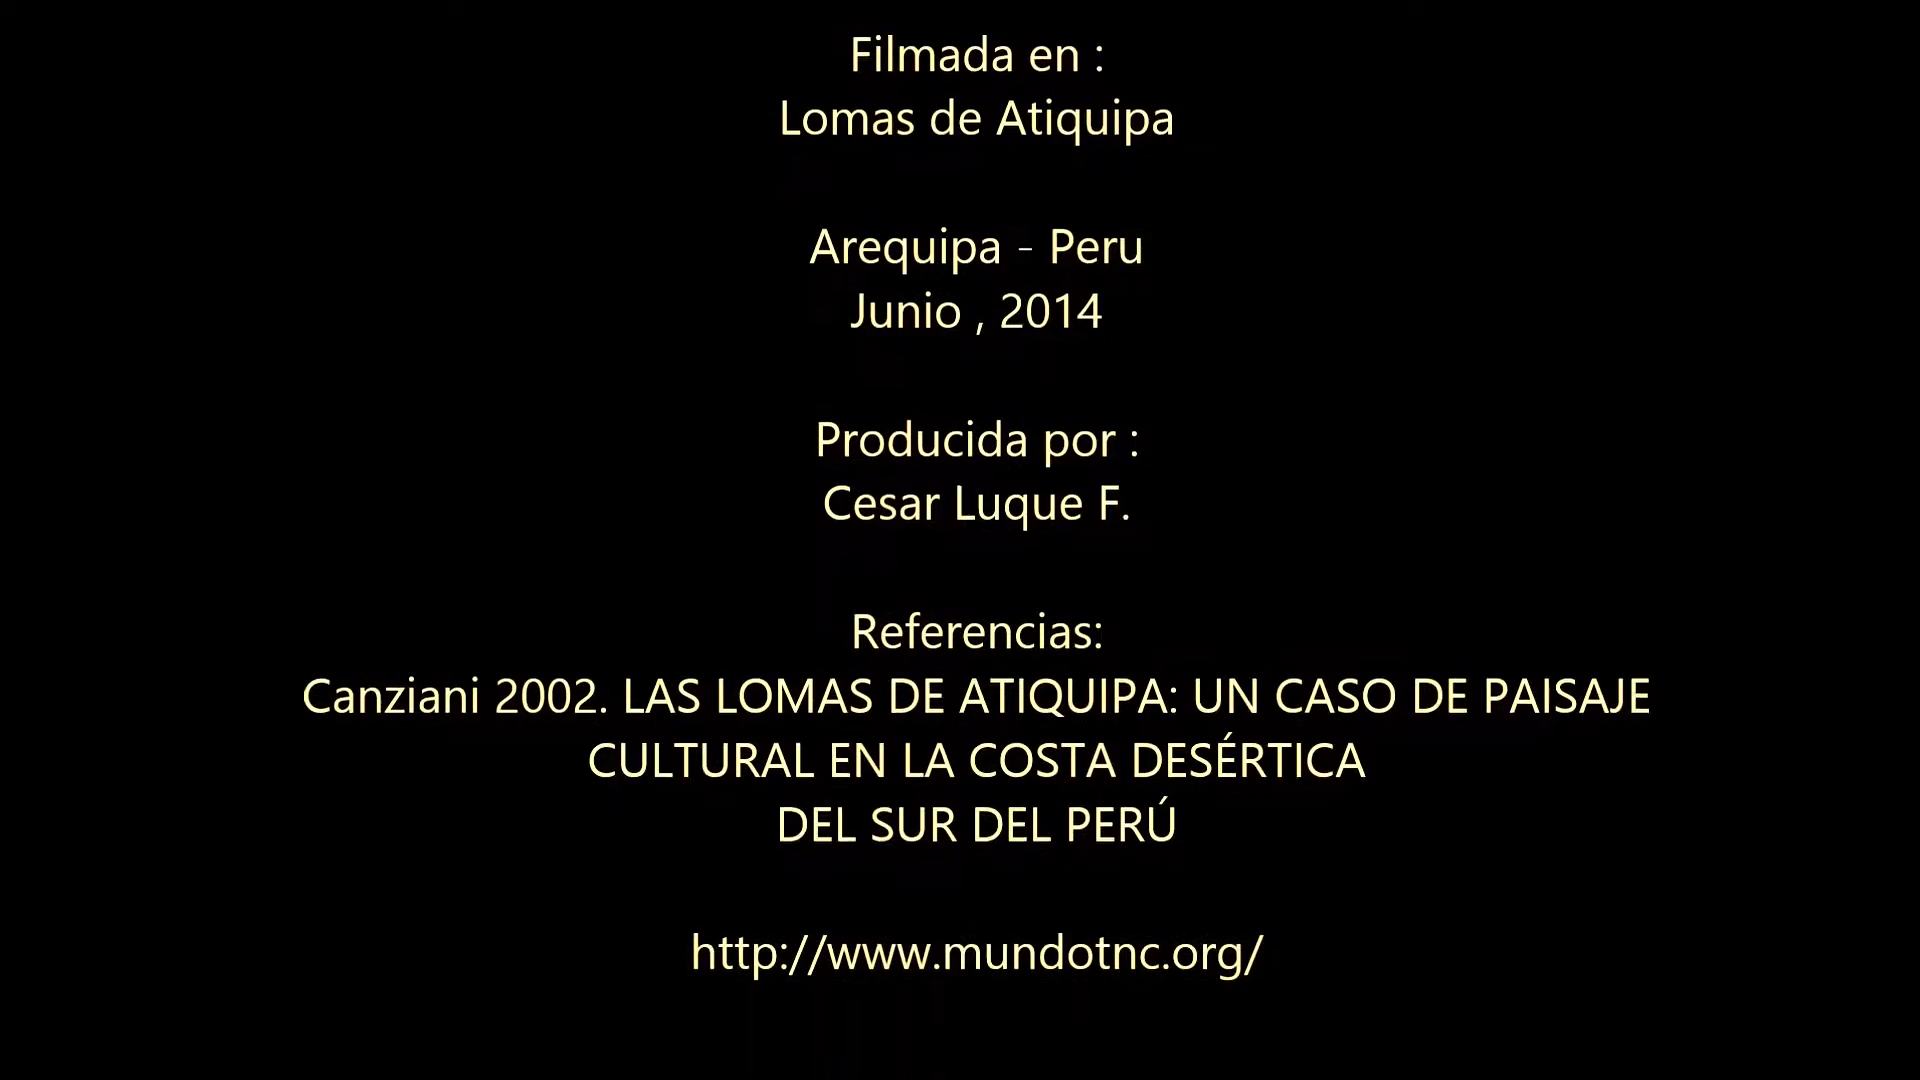 Filmada en :
Lomas de Atiquipa
Arequipa - Peru
Junio , 2014
Producida por :
Cesar Luque F.
Referencias:
Canziani 2002. LAS LOMAS DE ATIQUIPA: UN CASO DE PAISAJE
CULTURAL EN LA COSTA DESÉRTICA
DEL SUR DEL PERÚ
http://www.mundotnc.org/